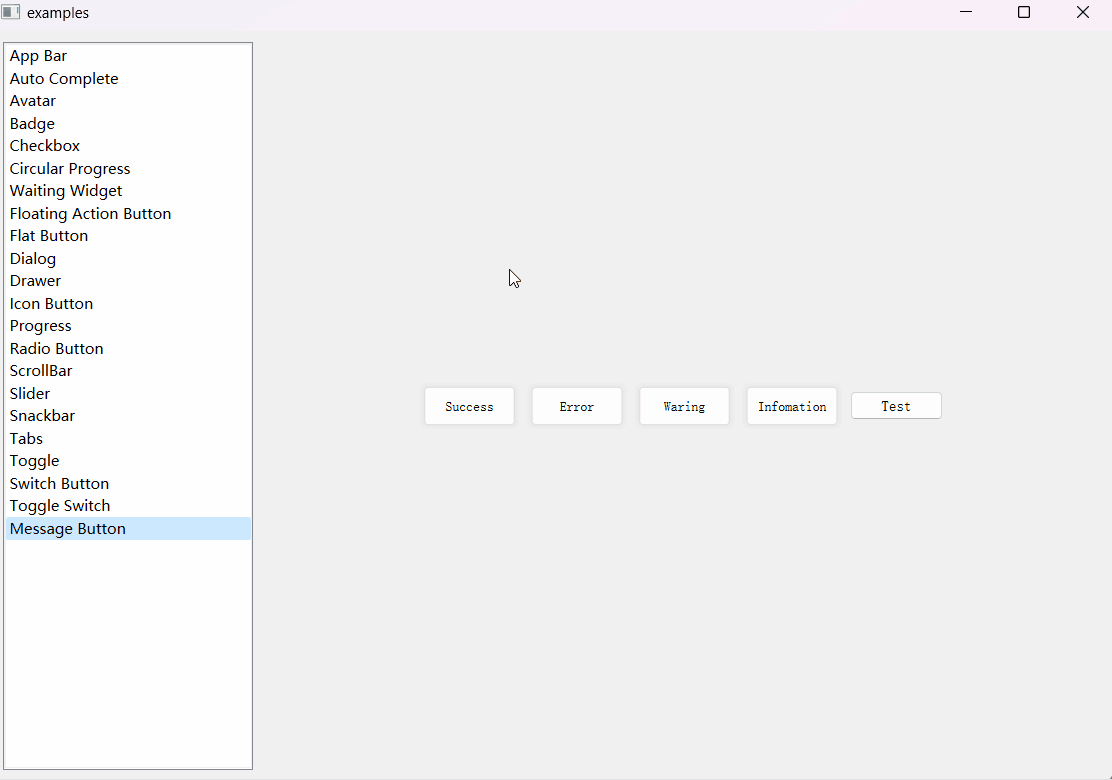 examples
App Bar
Auto Complete
Avatar
Badge
Checkbox
Circular Progress
Waiting Widget
Floating Action Button
Flat Button
Dialog
Drawer
Icon Button
Progress
Radio Button
ScrollBar
Slider
Snackbar
Tabs
Toggle
Switch Button
Toggle Switch
Message Button
Success Error Waring Infomation Test